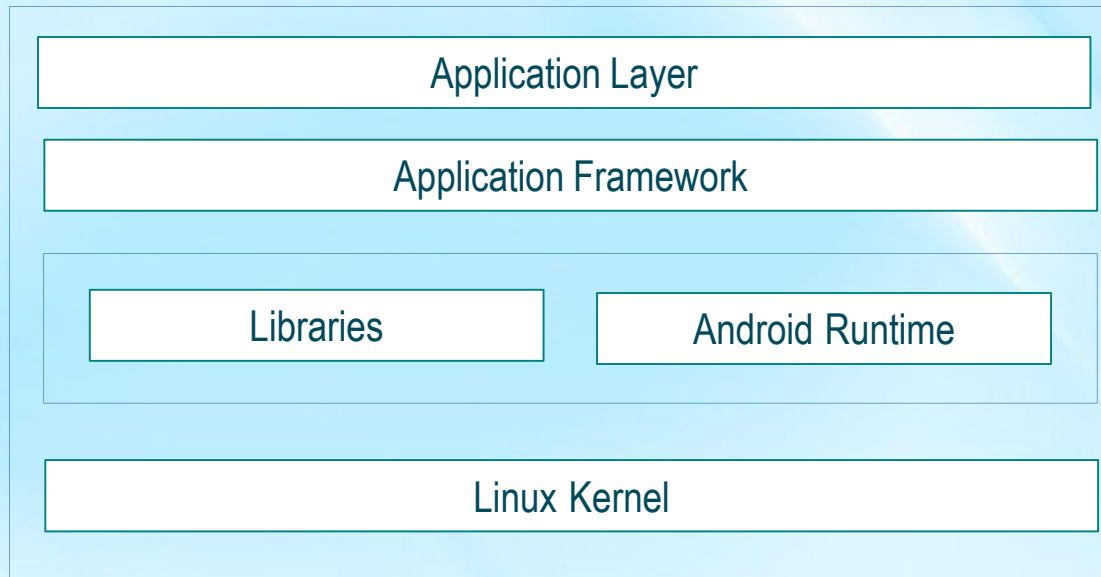 Application Layer
Application Framework
Libraries
Android Runtime
Linux Kernel